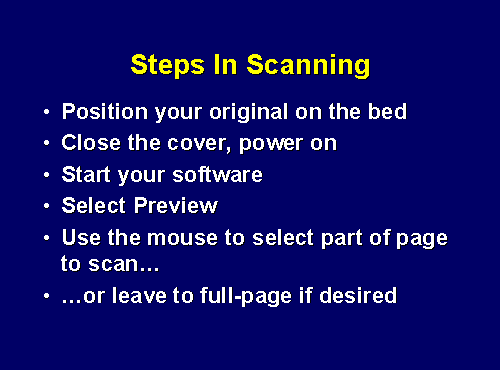 Steps In Scanning
• Position your original on the bed
• Close the cover, power on
• Start your software
• Select Preview
• Use the mouse to select part of page
to scan…
• …or leave to full-page if desired